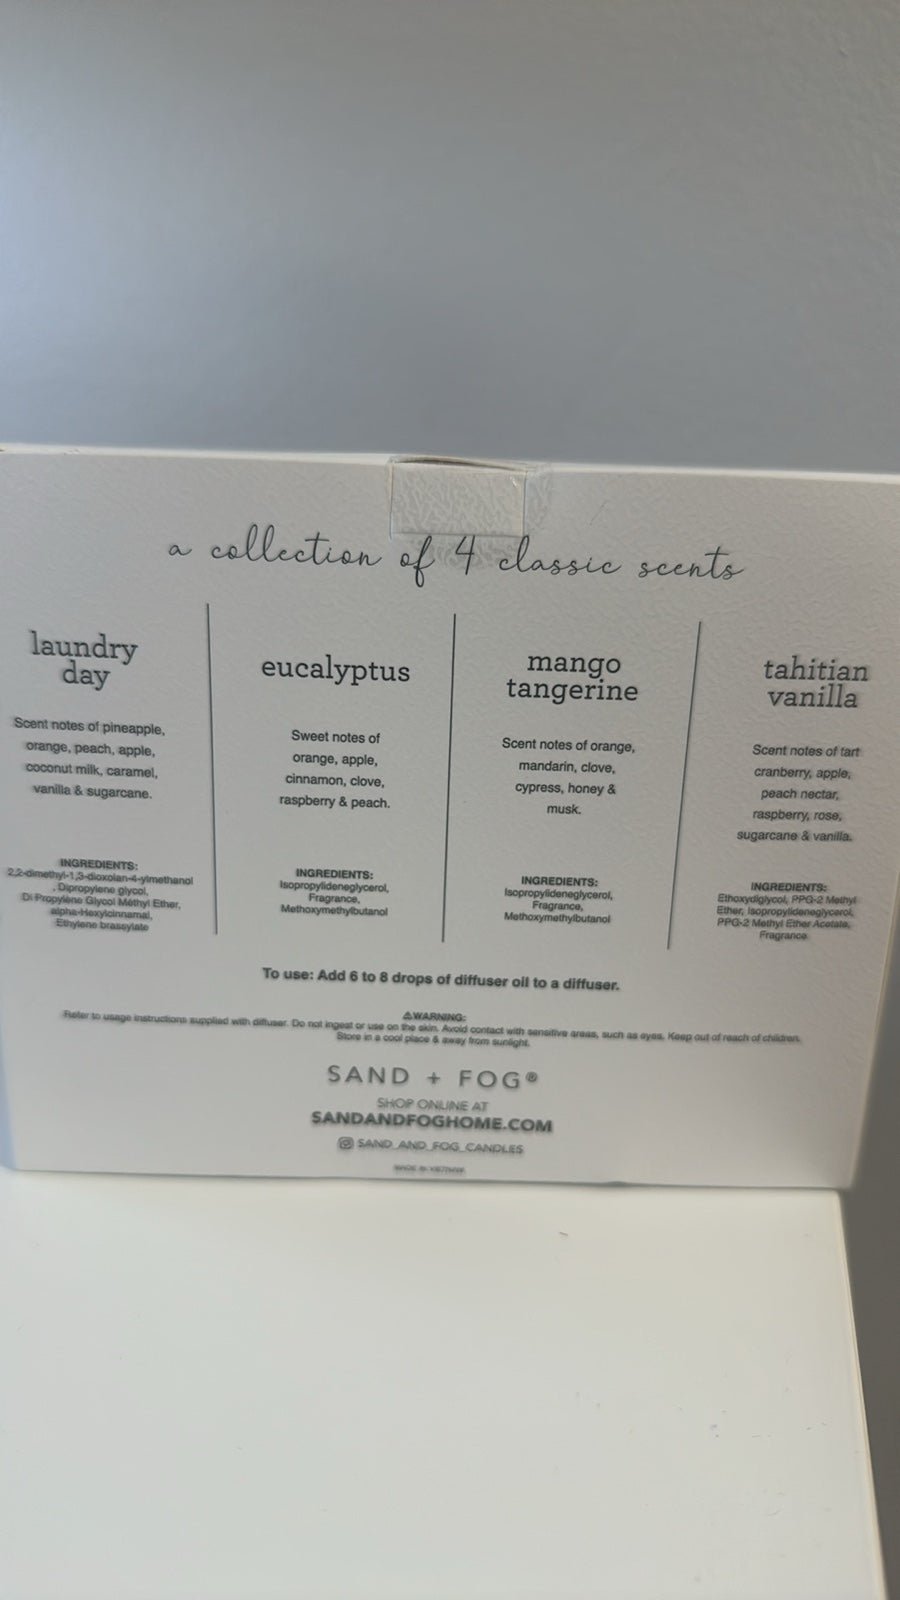 a collection of 4 classic scents
laundry
day
Scent notes of pineapple,
orange, peach, apple,
coconut milk, caramel,
vanilla & sugarcane.
INGREDIENTS:
2,2-dimethyl-1,3-dioxolan-4-ylmethanol
, Dipropylene glycol,
Di Propylene Glycol Methyl Ether,
alpha-Hexylcinnamal,
Ethylene brassylate
eucalyptus
Sweet notes of
orange, apple,
cinnamon, clove,
raspberry & peach.
INGREDIENTS:
Isopropylideneglycerol,
Fragrance,
Methoxymethylbutanol
mango
tangerine
Scent notes of orange,
mandarin, clove,
cypress, honey &
musk.
INGREDIENTS:
Isopropylideneglycerol,
Fragrance,
Methoxymethylbutanol
tahitian
vanilla
Scent notes of tart
cranberry, apple,
peach nectar,
raspberry, rose,
sugarcane & vanilla.
INGREDIENTS:
Ethoxydiglycol, PPG-2 Methyl
Ether, Isopropylideneglycerol,
PPG-2 Methyl Ether Acetate,
Fragrance
To use: Add 6 to 8 drops of diffuser oil to a diffuser.
⚠WARNING:
Refer to usage instructions supplied with diffuser. Do not ingest or use on the skin. Avoid contact with sensitive areas, such as eyes. Keep out of reach of children.
Store in a cool place & away from sunlight.
SAND + FOG®
SHOP ONLINE AT
SANDANDFOGHOME.COM
SAND_AND_FOG_CANDLES
MADE IN VIETNAM